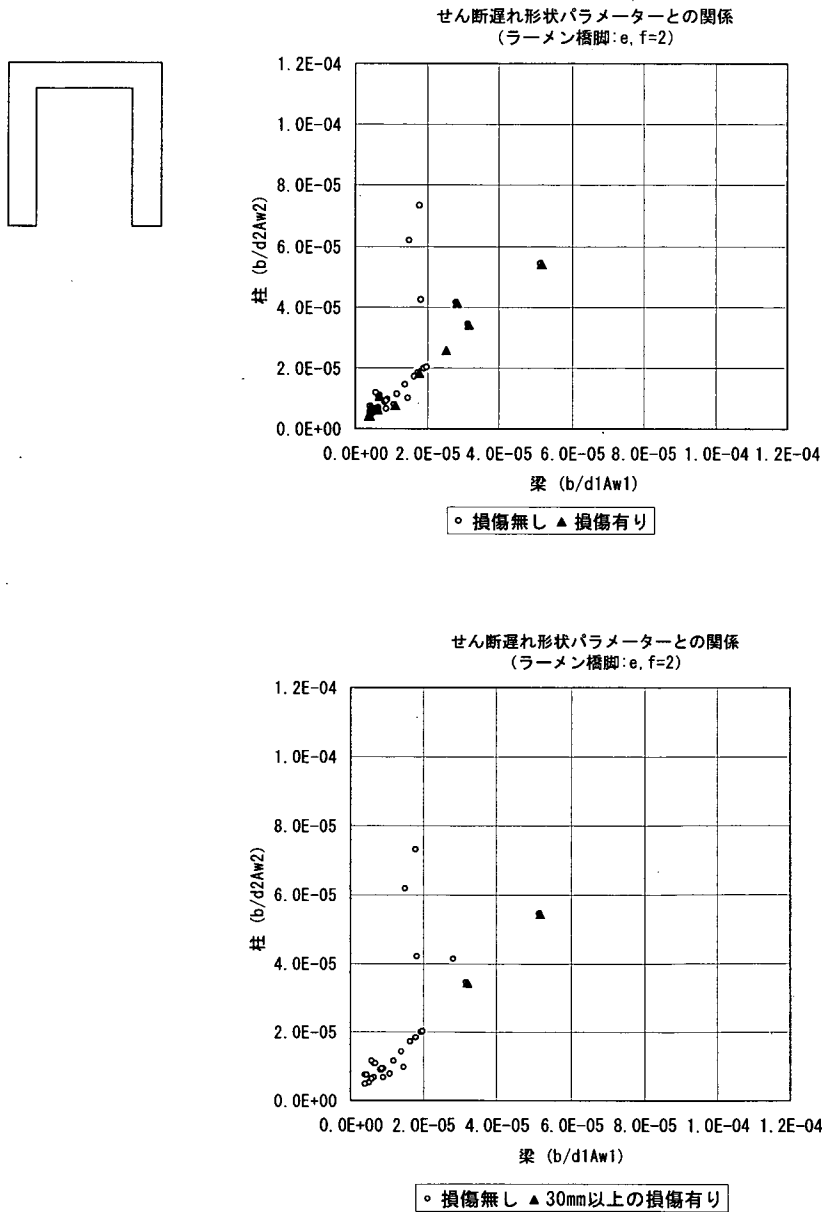 せん断遅れ形状パラメーターとの関係
(ラーメン橋脚:e,f=2)
1.2E-04
1.0E-04
8.0E-05
6.0E-05
4.0E-05
2.0E-05
0.0E+00
柱 (b/d2Aw2)
0.0E+00 2.0E-05 4.0E-05 6.0E-05 8.0E-05 1.0E-04 1.2E-04
梁 (b/d1Aw1)
○ 損傷無し ▲ 損傷有り
せん断遅れ形状パラメーターとの関係
(ラーメン橋脚:e,f=2)
1.2E-04
1.0E-04
8.0E-05
6.0E-05
4.0E-05
2.0E-05
0.0E+00
柱 (b/d2Aw2)
0.0E+00 2.0E-05 4.0E-05 6.0E-05 8.0E-05 1.0E-04 1.2E-04
梁 (b/d1Aw1)
○ 損傷無し ▲ 30mm以上の損傷有り